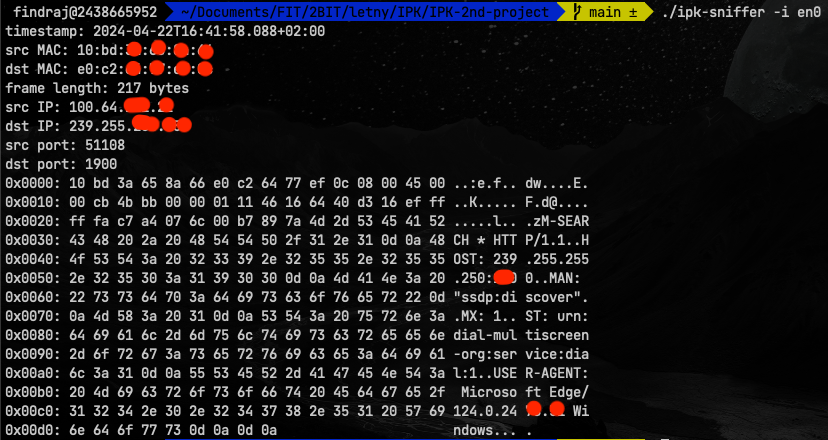 findraj@2438665952 ~/Documents/FIT/2BIT/letny/IPK/IPK-2nd-project main ± ./ipk-sniffer -i en0
timestamp: 2024-04-22T16:41:58.088+02:00
src MAC: 10:bd:
dst MAC: e0:c2:
frame length: 217 bytes
src IP: 100.64.
dst IP: 239.255.
src port: 51108
dst port: 1900
0x0000: 10 bd 3a 65 8a 66 e0 c2 64 77 ef 0c 08 00 45 00 ..:e.f.. dw....E.
0x0010: 00 cb 4b bb 00 00 01 11 46 16 64 40 d3 16 ef ff ..K..... F.d@....
0x0020: ff fa c7 a4 07 6c 00 b7 89 7a 4d 2d 53 45 41 52 .....l.. .zM-SEAR
0x0030: 43 48 20 2a 20 48 54 54 50 2f 31 2e 31 0d 0a 48 CH * HTT P/1.1..H
0x0040: 4f 53 54 3a 20 32 33 39 2e 32 35 35 2e 32 35 35 OST: 239 .255.255
0x0050: 2e 32 35 30 3a 31 39 30 30 0d 0a 4d 41 4e 3a 20 .250: 0..MAN:
0x0060: 22 73 73 64 70 3a 64 69 73 63 6f 76 65 72 22 0d "ssdp:di scover".
0x0070: 0a 4d 58 3a 20 31 0d 0a 53 54 3a 20 75 72 6e 3a .MX: 1.. ST: urn:
0x0080: 64 69 61 6c 2d 6d 75 6c 74 69 73 63 72 65 65 6e dial-mul tiscreen
0x0090: 2d 6f 72 67 3a 73 65 72 76 69 63 65 3a 64 69 61 -org:ser vice:dia
0x00a0: 6c 3a 31 0d 0a 55 53 45 52 2d 41 47 45 4e 54 3a l:1..USE R-AGENT:
0x00b0: 20 4d 69 63 72 6f 73 6f 66 74 20 45 64 67 65 2f Microso ft Edge/
0x00c0: 31 32 34 2e 30 2e 32 34 37 38 2e 35 31 20 57 69 124.0.24 Wi
0x00d0: 6e 64 6f 77 73 0d 0a 0d 0a ndows... .